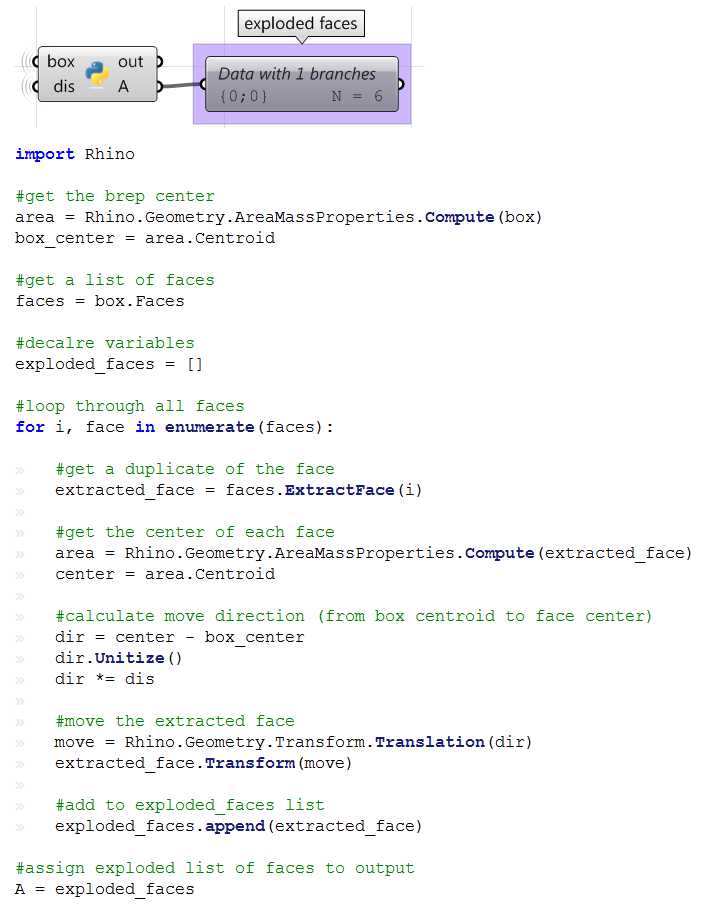 exploded faces
box out
dis A
Data with 1 branches
{0;0} N = 6
import Rhino
#get the brep center
area = Rhino.Geometry.AreaMassProperties.Compute(box)
box_center = area.Centroid
#get a list of faces
faces = box.Faces
#decalre variables
exploded_faces = []
#loop through all faces
for i, face in enumerate(faces):
» #get a duplicate of the face
» extracted_face = faces.ExtractFace(i)
»
» #get the center of each face
» area = Rhino.Geometry.AreaMassProperties.Compute(extracted_face)
» center = area.Centroid
»
» #calculate move direction (from box centroid to face center)
» dir = center - box_center
» dir.Unitize()
» dir *= dis
»
» #move the extracted face
» move = Rhino.Geometry.Transform.Translation(dir)
» extracted_face.Transform(move)
»
» #add to exploded_faces list
» exploded_faces.append(extracted_face)
#assign exploded list of faces to output
A = exploded_faces